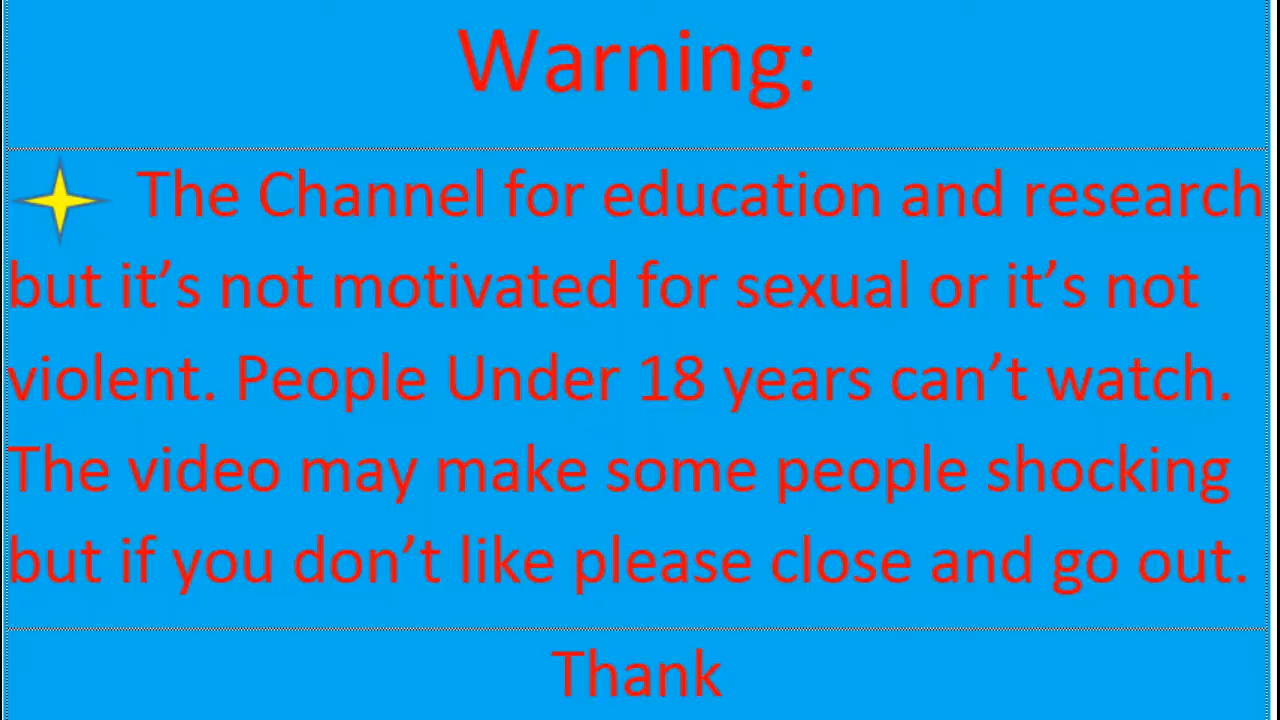 Warning:
The Channel for education and research
but it’s not motivated for sexual or it’s not
violent. People Under 18 years can’t watch.
The video may make some people shocking
but if you don’t like please close and go out.
Thank